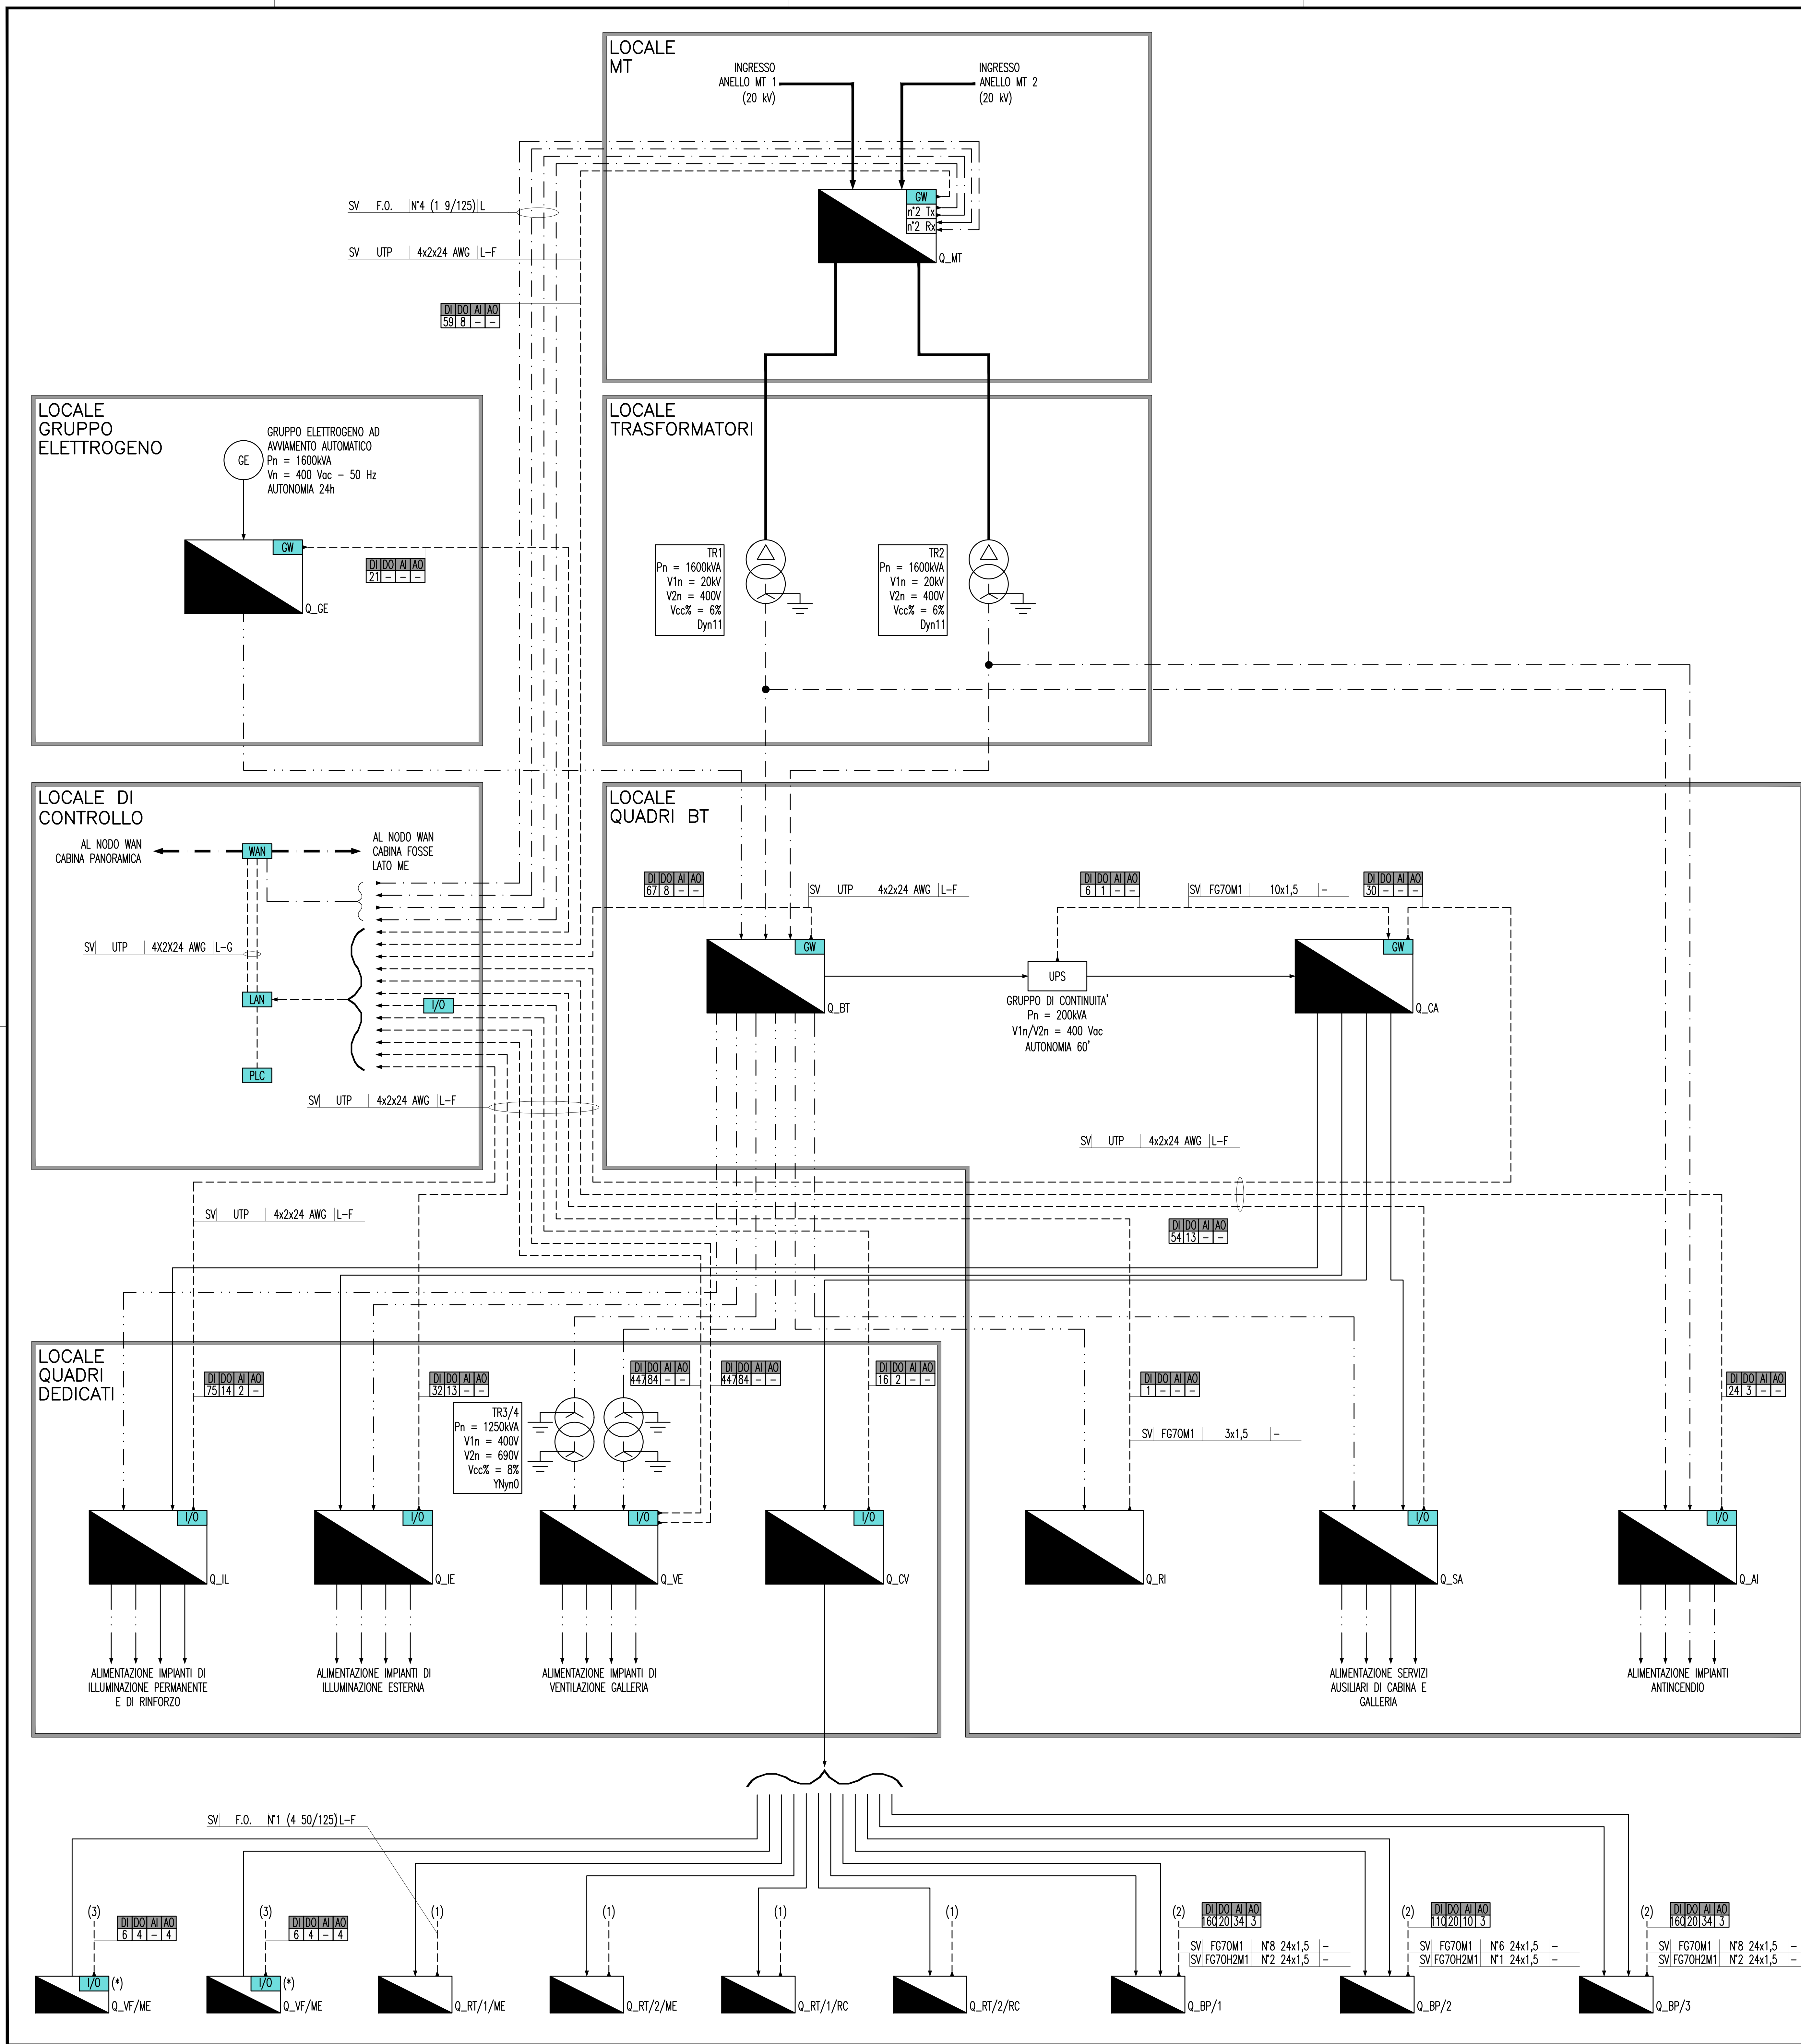 LOCALE
MT
INGRESSO
ANELLO MT 1
(20 kV)
INGRESSO
ANELLO MT 2
(20 kV)
GW
n°2 Tx
n°2 Rx
Q_MT
SV F.O. N°4 (1 9/125) L
SV UTP 4x2x24 AWG L-F
DI DO AI AO
59 8 - -
LOCALE
GRUPPO
ELETTROGENO
GE
GRUPPO ELETTROGENO AD
AVVIAMENTO AUTOMATICO
Pn = 1600kVA
Vn = 400 Vac - 50 Hz
AUTONOMIA 24h
GW
Q_GE
DI DO AI AO
21 - - -
LOCALE
TRASFORMATORI
TR1
Pn = 1600kVA
V1n = 20kV
V2n = 400V
Vcc% = 6%
Dyn11
TR2
Pn = 1600kVA
V1n = 20kV
V2n = 400V
Vcc% = 6%
Dyn11
LOCALE DI
CONTROLLO
AL NODO WAN
CABINA PANORAMICA
WAN
AL NODO WAN
CABINA FOSSE
LATO ME
SV UTP 4X2X24 AWG L-G
LAN
I/O
PLC
SV UTP 4x2x24 AWG L-F
LOCALE
QUADRI BT
DI DO AI AO
67 8 - -
SV UTP 4x2x24 AWG L-F
DI DO AI AO
6 1 - -
SV FG7OM1 10x1,5 -
DI DO AI AO
30 - - -
GW
Q_BT
UPS
GRUPPO DI CONTINUITA'
Pn = 200kVA
V1n/V2n = 400 Vac
AUTONOMIA 60'
GW
Q_CA
SV UTP 4x2x24 AWG L-F
SV UTP 4x2x24 AWG L-F
DI DO AI AO
54 13 - -
LOCALE
QUADRI
DEDICATI
DI DO AI AO
75 14 2 -
DI DO AI AO
32 13 - -
DI DO AI AO
447 84 - -
DI DO AI AO
447 84 - -
DI DO AI AO
16 2 - -
DI DO AI AO
1 - - -
DI DO AI AO
24 3 - -
TR3/4
Pn = 1250kVA
V1n = 400V
V2n = 690V
Vcc% = 8%
YNyn0
SV FG7OM1 3x1,5 -
I/O
Q_IL
I/O
Q_IE
I/O
Q_VE
I/O
Q_CV
Q_RI
I/O
Q_SA
I/O
Q_AI
ALIMENTAZIONE IMPIANTI DI
ILLUMINAZIONE PERMANENTE
E DI RINFORZO
ALIMENTAZIONE IMPIANTI DI
ILLUMINAZIONE ESTERNA
ALIMENTAZIONE IMPIANTI DI
VENTILAZIONE GALLERIA
ALIMENTAZIONE SERVIZI
AUSILIARI DI CABINA E
GALLERIA
ALIMENTAZIONE IMPIANTI
ANTINCENDIO
SV F.O. N°1 (4 50/125) L-F
(3)
DI DO AI AO
6 4 - 4
(3)
DI DO AI AO
6 4 - 4
(1)
(1)
(1)
(1)
(2)
DI DO AI AO
160 20 34 3
SV FG7OM1 N°8 24x1,5 -
SV FG7OH2M1 N°2 24x1,5 -
(2)
DI DO AI AO
110 20 10 3
SV FG7OM1 N°6 24x1,5 -
SV FG7OH2M1 N°1 24x1,5 -
(2)
DI DO AI AO
160 20 34 3
SV FG7OM1 N°8 24x1,5 -
SV FG7OH2M1 N°2 24x1,5 -
I/O (*)
Q_VF/ME
I/O (*)
Q_VF/ME
Q_RT/1/ME
Q_RT/2/ME
Q_RT/1/RC
Q_RT/2/RC
Q_BP/1
Q_BP/2
Q_BP/3